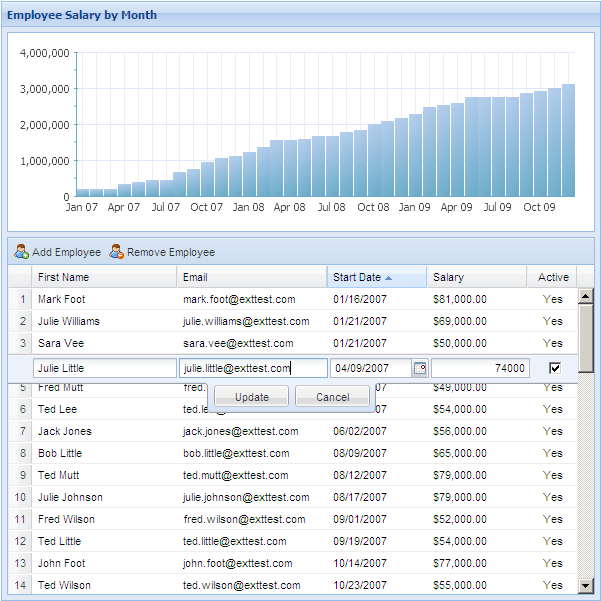 Employee Salary by Month
4,000,000
3,000,000
2,000,000
1,000,000
0
Jan 07 Apr 07 Jul 07 Oct 07 Jan 08 Apr 08 Jul 08 Oct 08 Jan 09 Apr 09 Jul 09 Oct 09
Add Employee Remove Employee
First Name Email Start Date Salary Active
1 Mark Foot mark.foot@exttest.com 01/16/2007 $81,000.00 Yes
2 Julie Williams julie.williams@exttest.com 01/21/2007 $69,000.00 Yes
3 Sara Vee sara.vee@exttest.com 01/21/2007 $50,000.00 Yes
Julie Little julie.little@exttest.com 04/09/2007 74000
5 Fred Mutt fred. $49,000.00 Yes
Update Cancel
6 Ted Lee ted.le $54,000.00 Yes
7 Jack Jones jack.jones@exttest.com 06/02/2007 $56,000.00 Yes
8 Bob Little bob.little@exttest.com 08/09/2007 $65,000.00 Yes
9 Ted Mutt ted.mutt@exttest.com 08/12/2007 $79,000.00 Yes
10 Julie Johnson julie.johnson@exttest.com 08/17/2007 $79,000.00 Yes
11 Fred Wilson fred.wilson@exttest.com 09/01/2007 $52,000.00 Yes
12 Ted Little ted.little@exttest.com 09/19/2007 $54,000.00 Yes
13 John Foot john.foot@exttest.com 10/14/2007 $77,000.00 Yes
14 Ted Wilson ted.wilson@exttest.com 10/23/2007 $55,000.00 Yes